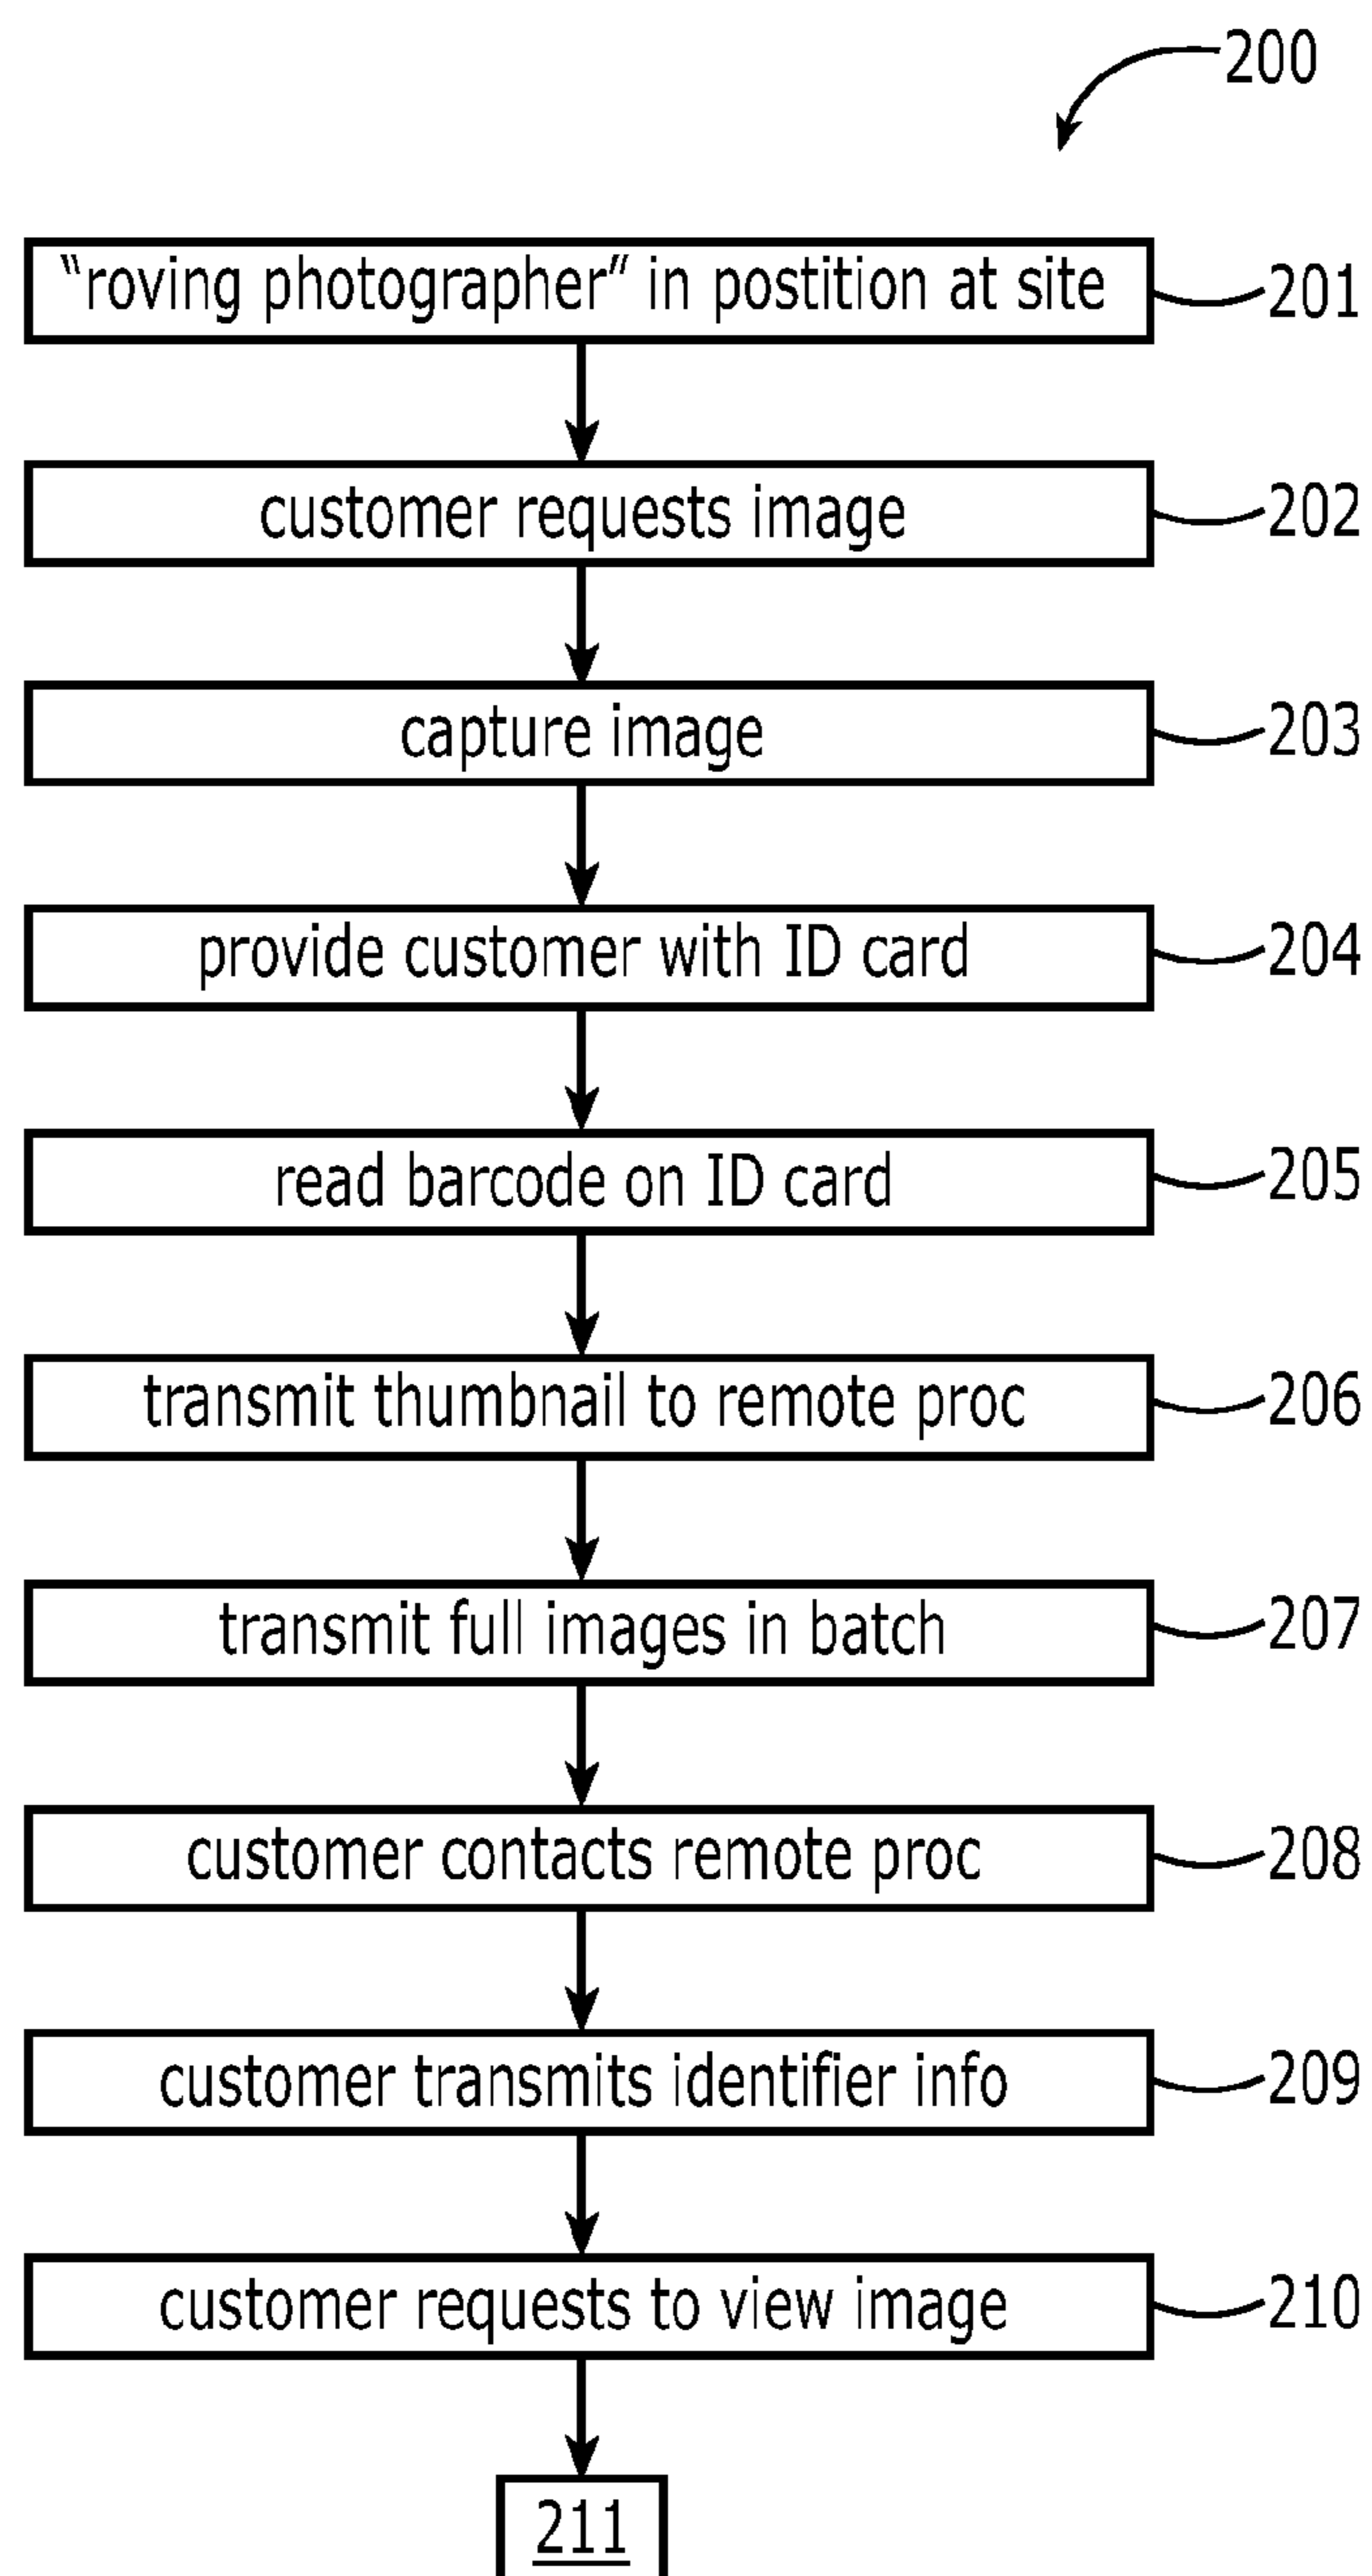 200
“roving photographer” in postition at site 201
customer requests image 202
capture image 203
provide customer with ID card 204
read barcode on ID card 205
transmit thumbnail to remote proc 206
transmit full images in batch 207
customer contacts remote proc 208
customer transmits identifier info 209
customer requests to view image 210
211